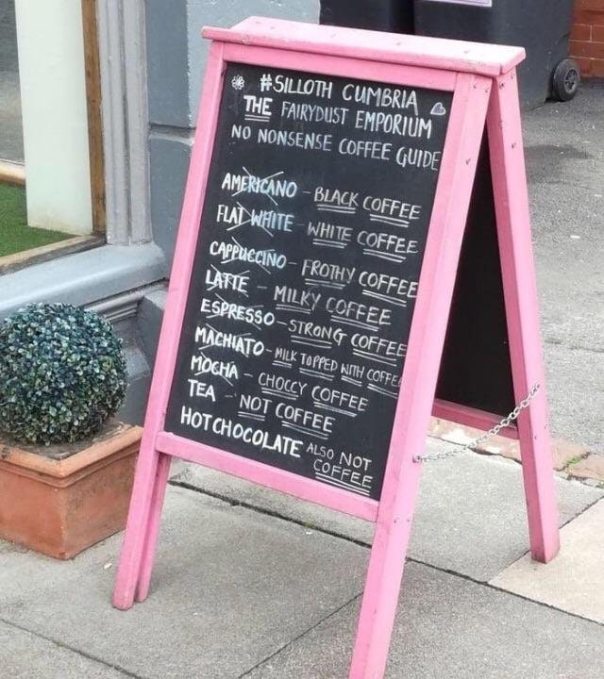 #SILLOTH CUMBRIA
THE FAIRYDUST EMPORIUM
NO NONSENSE COFFEE GUIDE
AMERICANO - BLACK COFFEE
FLAT WHITE - WHITE COFFEE
CAPPUCCINO - FROTHY COFFEE
LATTE - MILKY COFFEE
ESPRESSO - STRONG COFFEE
MACHIATO - MILK TOPPED WITH COFFEE
MOCHA - CHOCCY COFFEE
TEA - NOT COFFEE
HOT CHOCOLATE ALSO NOT
COFFEE